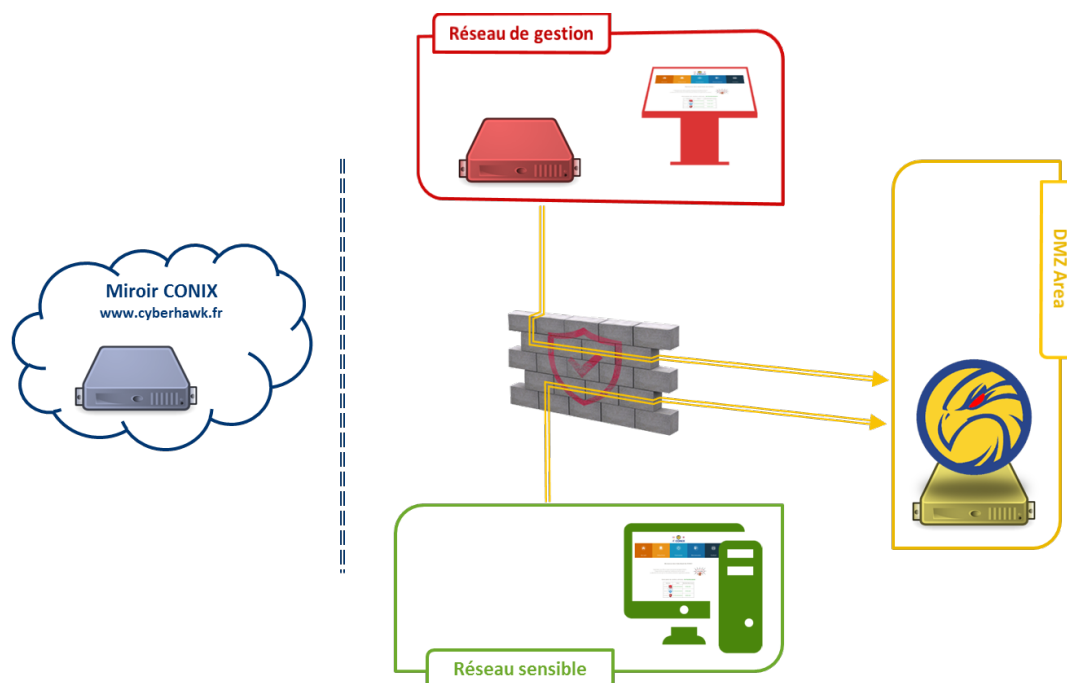 Réseau de gestion
Miroir CONIX
www.cyberhawk.fr
DMZ Area
Réseau sensible